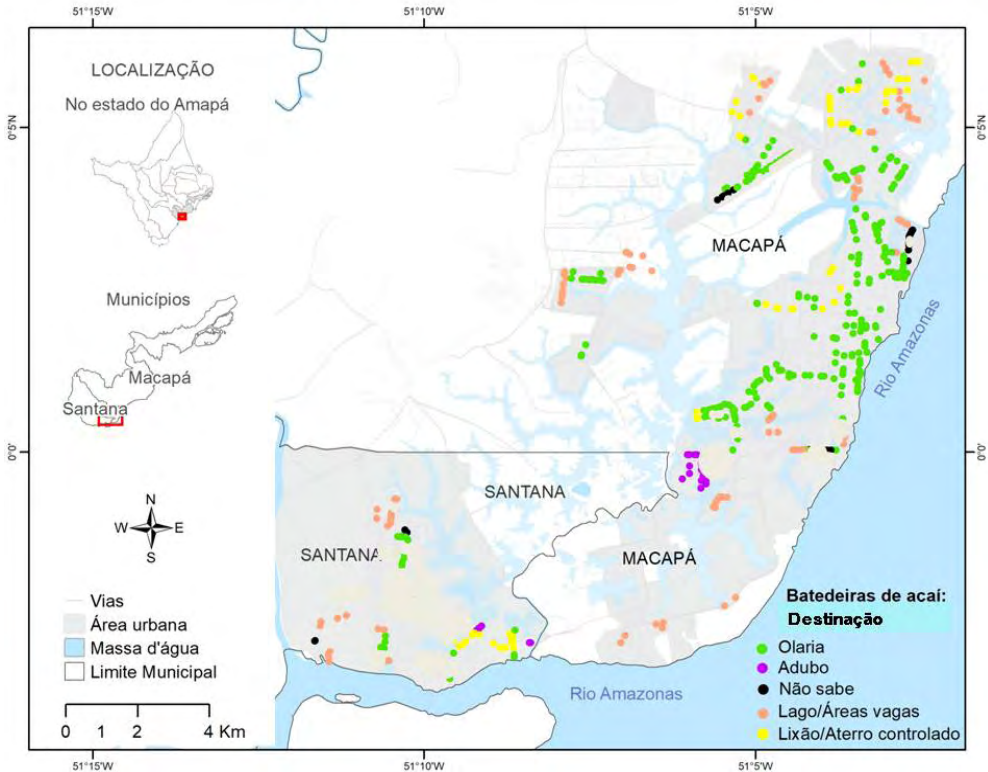 51°15'W 51°10'W 51°5'W
LOCALIZAÇÃO
No estado do Amapá
0°5'N 0°5'N
MACAPÁ
Municípios
Macapá
Santana
Rio Amazonas
0°0' 0°0'
SANTANA
N
W E
S
SANTANA
MACAPÁ
Vias
Área urbana
Massa d'água
Limite Municipal
0 1 2 4 Km
Rio Amazonas
Batedeiras de acaí:
Destinação
Olaria
Adubo
Não sabe
Lago/Áreas vagas
Lixão/Aterro controlado
51°15'W 51°10'W 51°5'W